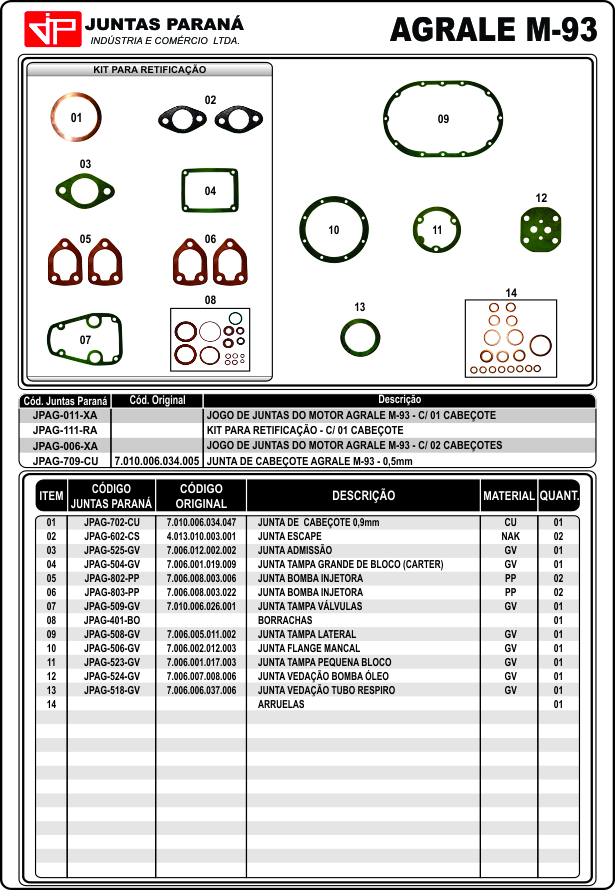 JP JUNTAS PARANÁ
INDÚSTRIA E COMÉRCIO LTDA.
AGRALE M-93
KIT PARA RETIFICAÇÃO
01
02
03
04
05
06
07
08
09
10
11
12
13
14
Cód. Juntas Paraná Cód. Original Descrição
JPAG-011-XA JOGO DE JUNTAS DO MOTOR AGRALE M-93 - C/ 01 CABEÇOTE
JPAG-111-RA KIT PARA RETIFICAÇÃO - C/ 01 CABEÇOTE
JPAG-006-XA JOGO DE JUNTAS DO MOTOR AGRALE M-93 - C/ 02 CABEÇOTES
JPAG-709-CU 7.010.006.034.005 JUNTA DE CABEÇOTE AGRALE M-93 - 0,5mm
ITEM CÓDIGO JUNTAS PARANÁ CÓDIGO ORIGINAL DESCRIÇÃO MATERIAL QUANT.
01 JPAG-702-CU 7.010.006.034.047 JUNTA DE CABEÇOTE 0,9mm CU 01
02 JPAG-602-CS 4.013.010.003.001 JUNTA ESCAPE NAK 02
03 JPAG-525-GV 7.006.012.002.002 JUNTA ADMISSÃO GV 01
04 JPAG-504-GV 7.006.001.019.009 JUNTA TAMPA GRANDE DE BLOCO (CARTER) GV 01
05 JPAG-802-PP 7.006.008.003.006 JUNTA BOMBA INJETORA PP 02
06 JPAG-803-PP 7.006.008.003.022 JUNTA BOMBA INJETORA PP 02
07 JPAG-509-GV 7.010.006.026.001 JUNTA TAMPA VÁLVULAS GV 01
08 JPAG-401-BO BORRACHAS 01
09 JPAG-508-GV 7.006.005.011.002 JUNTA TAMPA LATERAL GV 01
10 JPAG-506-GV 7.006.002.012.003 JUNTA FLANGE MANCAL GV 01
11 JPAG-523-GV 7.006.001.017.003 JUNTA TAMPA PEQUENA BLOCO GV 01
12 JPAG-524-GV 7.006.007.008.006 JUNTA VEDAÇÃO BOMBA ÓLEO GV 01
13 JPAG-518-GV 7.006.006.037.006 JUNTA VEDAÇÃO TUBO RESPIRO GV 01
14 ARRUELAS 01